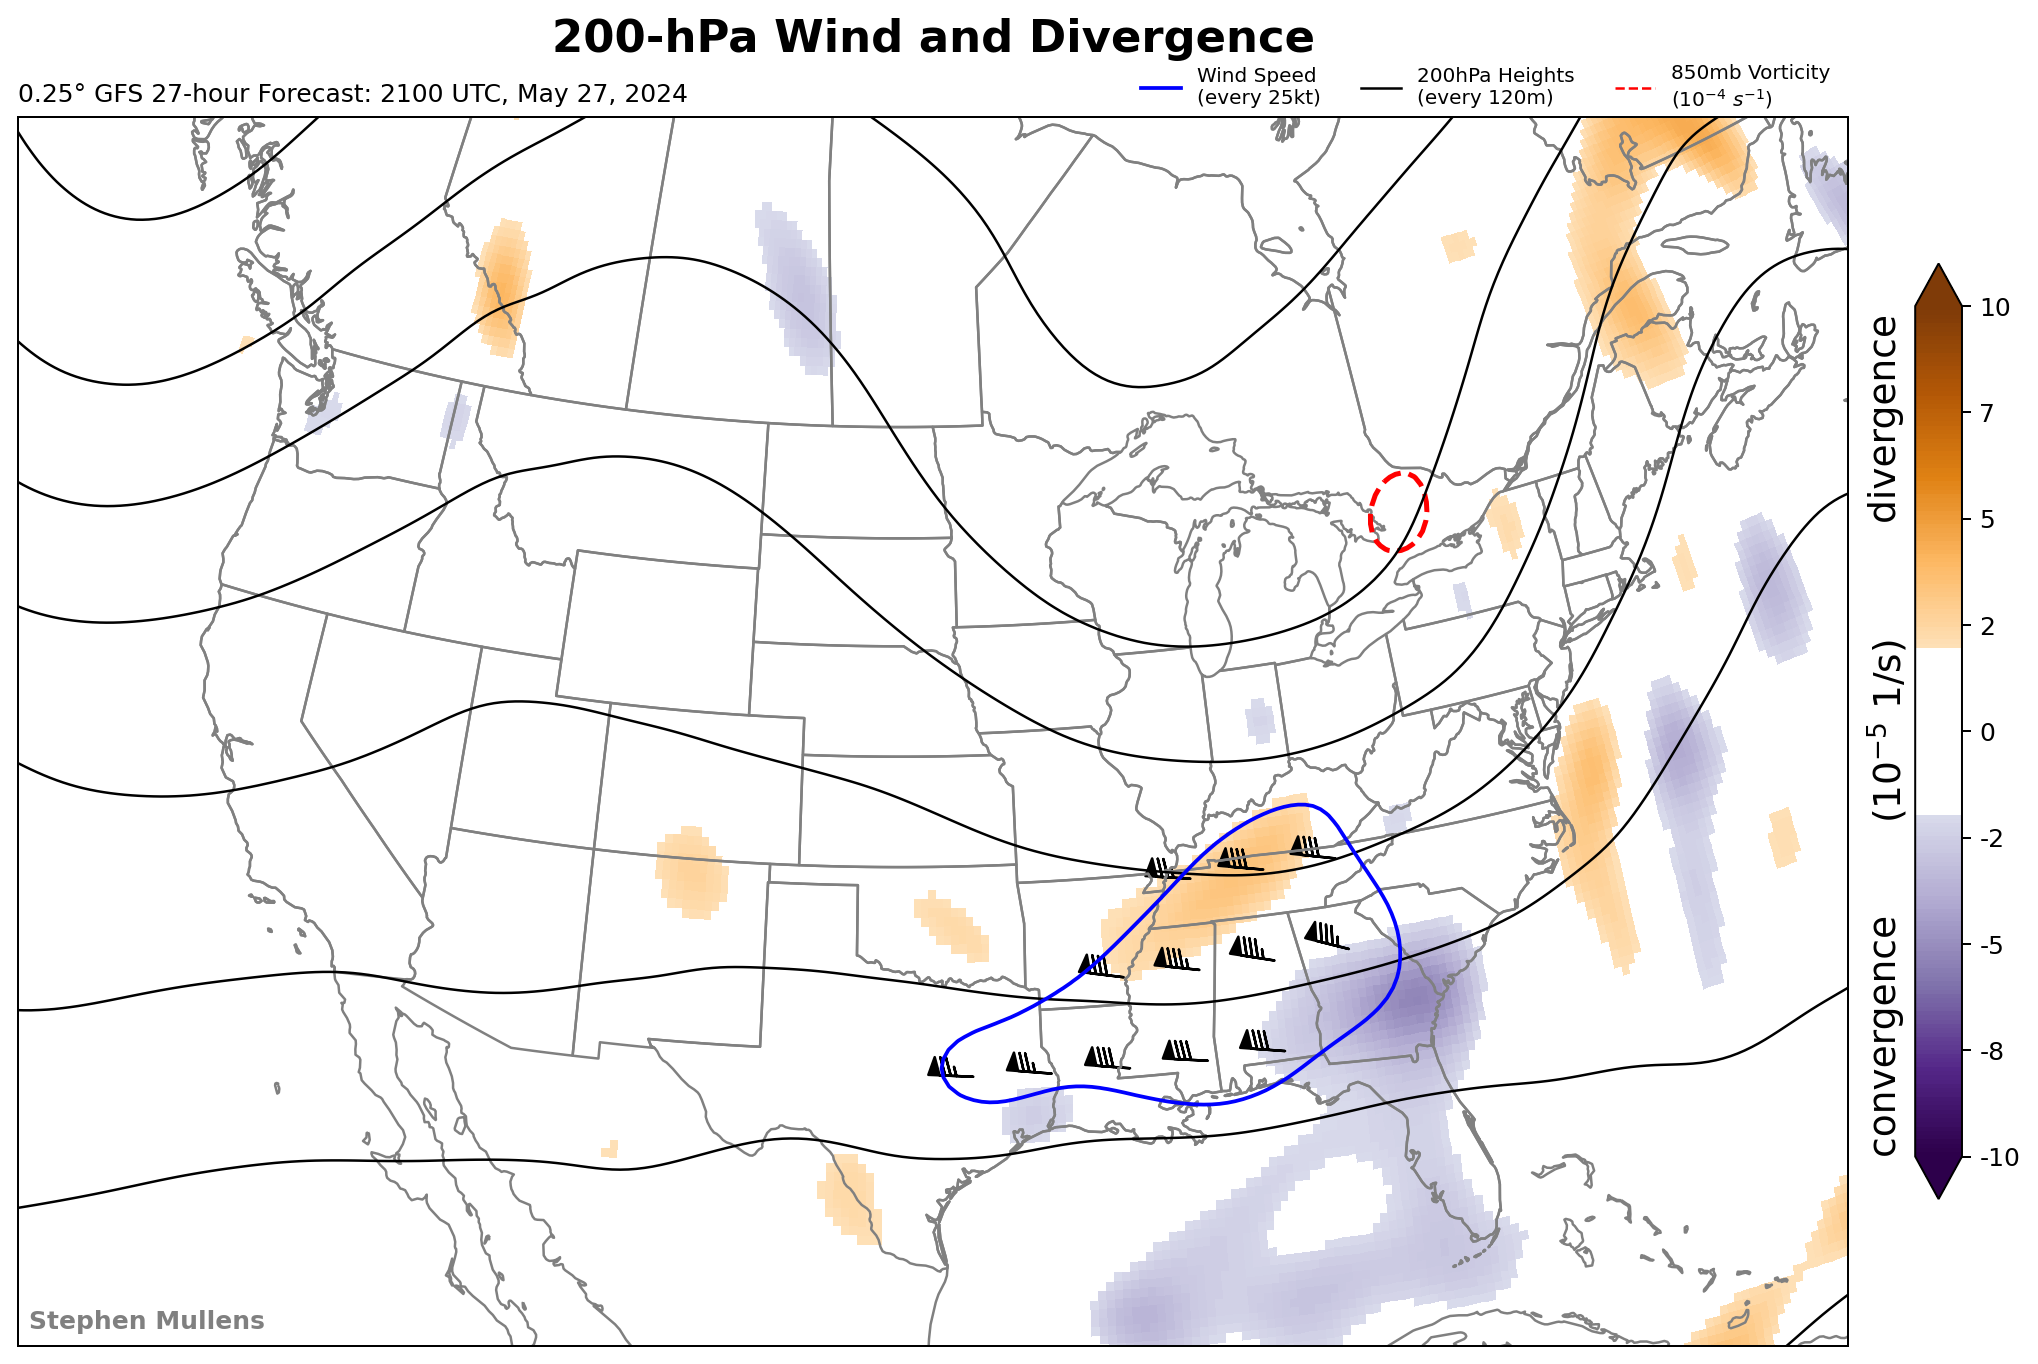 200-hPa Wind and Divergence
0.25° GFS 27-hour Forecast: 2100 UTC, May 27, 2024
Wind Speed
(every 25kt)
200hPa Heights
(every 120m)
850mb Vorticity
(10⁻⁴ s⁻¹)
10
7
5
2
0
-2
-5
-8
-10
convergence (10⁻⁵ 1/s) divergence
Stephen Mullens